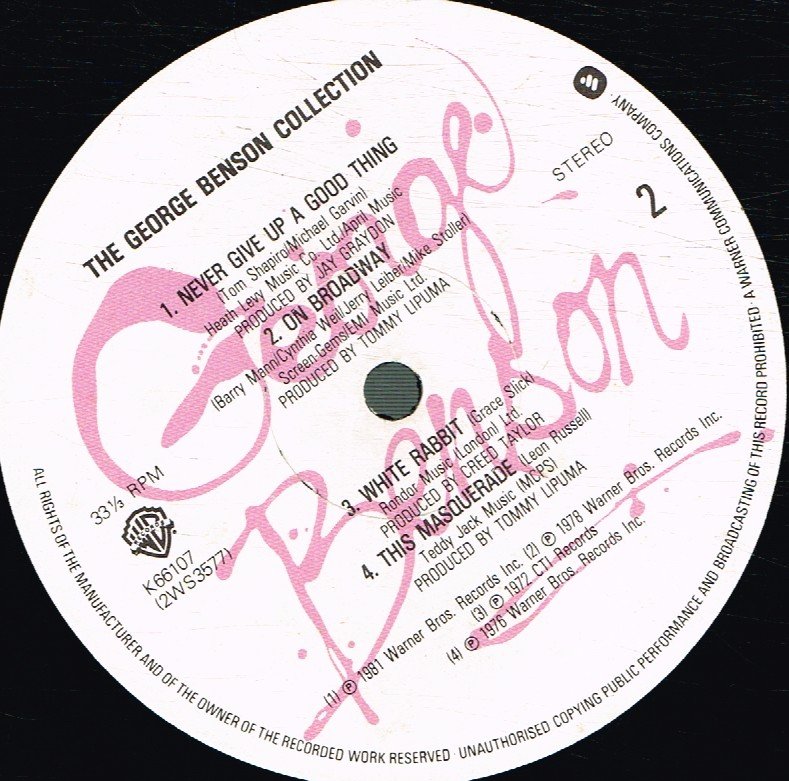 THE GEORGE BENSON COLLECTION
STEREO
2
1. NEVER GIVE UP A GOOD THING
(Tom Shapiro/Michael Garvin)
Heath Levy Music Co Ltd./April Music
PRODUCED BY JAY GRAYDON
2. ON BROADWAY
(Barry Mann/Cynthia Weil/Jerry Leiber/Mike Stoller)
Screen-Gems/EMI Music Ltd.
PRODUCED BY TOMMY LIPUMA
George
Benson
33⅓ RPM
WB
K66107
(2WS3577)
3. WHITE RABBIT (Grace Slick)
Rondor Music (London) Ltd.
PRODUCED BY CREED TAYLOR
4. THIS MASQUERADE (Leon Russell)
Teddy Jack Music (MCPS)
PRODUCED BY TOMMY LIPUMA
(1) ℗ 1981 Warner Bros. Records Inc. (2) ℗ 1978 Warner Bros. Records Inc.
(3) ℗ 1972 CTI Records
(4) ℗ 1976 Warner Bros. Records Inc.
ALL RIGHTS OF THE MANUFACTURER AND OF THE OWNER OF THE RECORDED WORK RESERVED · UNAUTHORISED COPYING PUBLIC PERFORMANCE AND BROADCASTING OF THIS RECORD PROHIBITED · A WARNER COMMUNICATIONS COMPANY ·